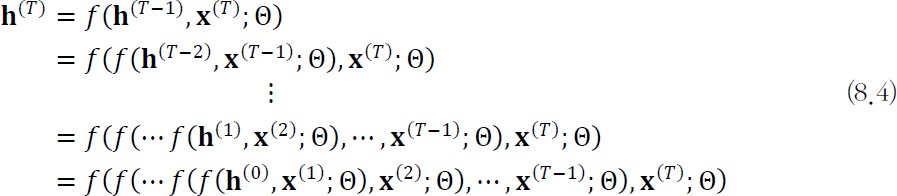 𝐡⁽ᵀ⁾ = f(𝐡⁽ᵀ⁻¹⁾, 𝐱⁽ᵀ⁾; Θ)
= f(f(𝐡⁽ᵀ⁻²⁾, 𝐱⁽ᵀ⁻¹⁾; Θ), 𝐱⁽ᵀ⁾; Θ)
⋮ (8.4)
= f(f(⋯ f(𝐡⁽¹⁾, 𝐱⁽²⁾; Θ), ⋯, 𝐱⁽ᵀ⁻¹⁾; Θ), 𝐱⁽ᵀ⁾; Θ)
= f(f(⋯ f(f(𝐡⁽⁰⁾, 𝐱⁽¹⁾; Θ), 𝐱⁽²⁾; Θ), ⋯, 𝐱⁽ᵀ⁻¹⁾; Θ), 𝐱⁽ᵀ⁾; Θ)